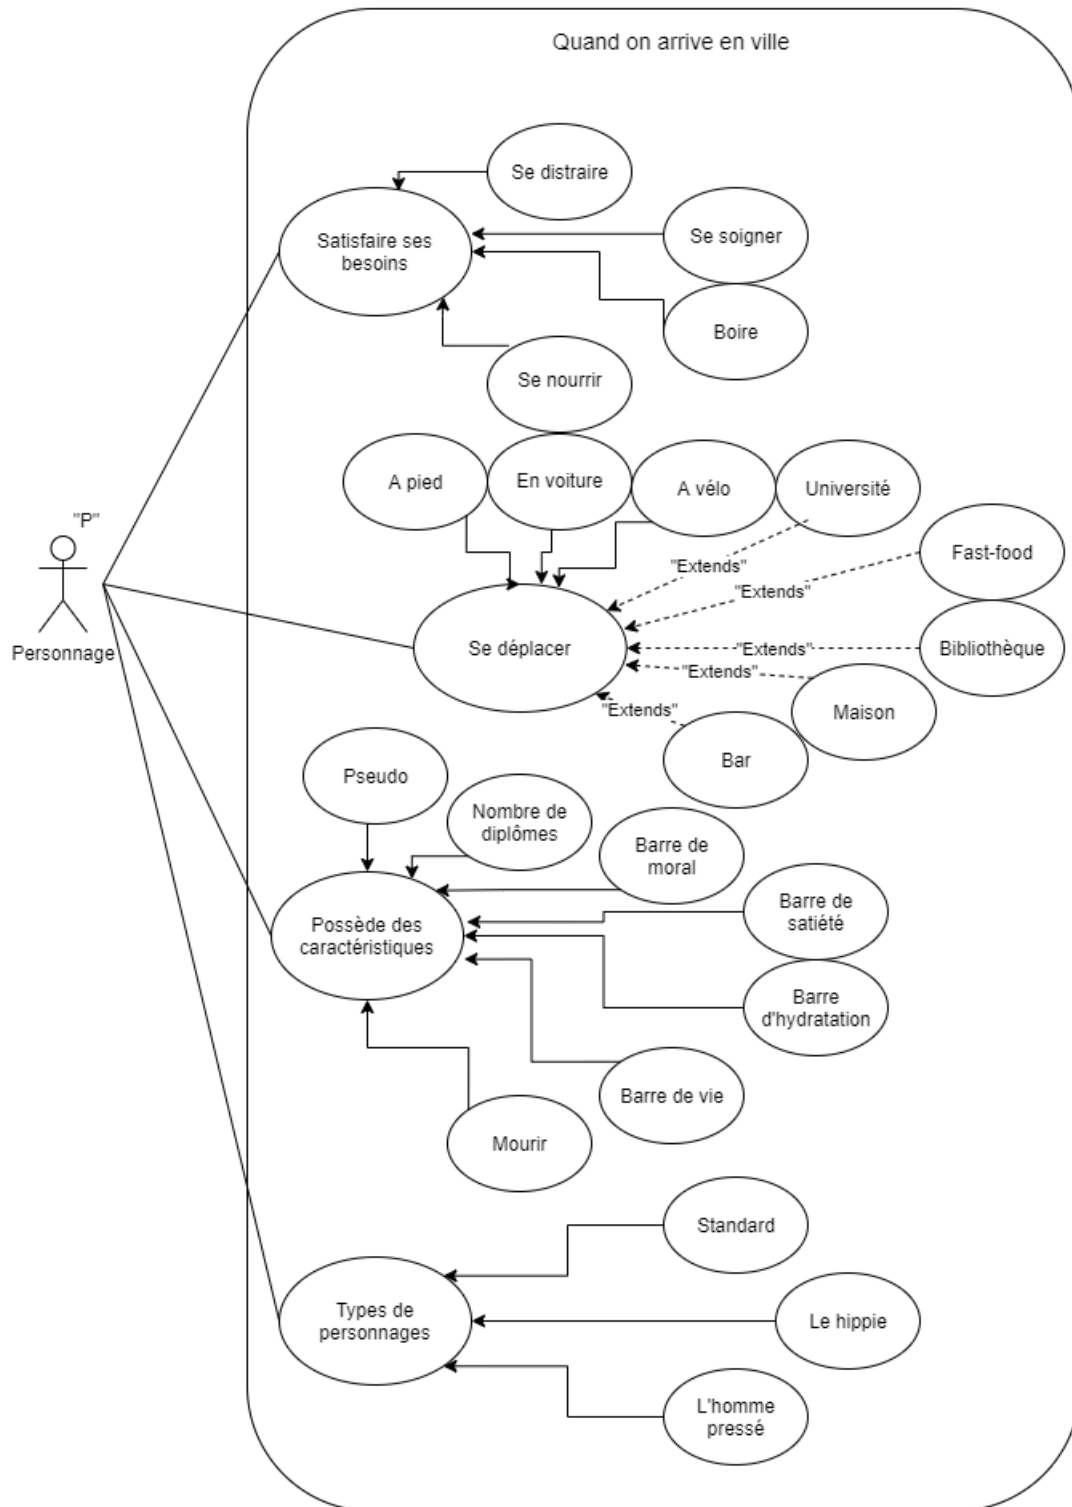 Quand on arrive en ville
Se distraire
Satisfaire ses
besoins
Se soigner
Boire
Se nourrir
A pied
En voiture
A vélo
Université
"P"
Personnage
"Extends"
Fast-food
"Extends"
Se déplacer
"Extends"
Bibliothèque
"Extends"
Maison
"Extends"
Bar
Pseudo
Nombre de
diplômes
Barre de
moral
Possède des
caractéristiques
Barre de
satiété
Barre
d'hydratation
Barre de vie
Mourir
Standard
Types de
personnages
Le hippie
L'homme
pressé